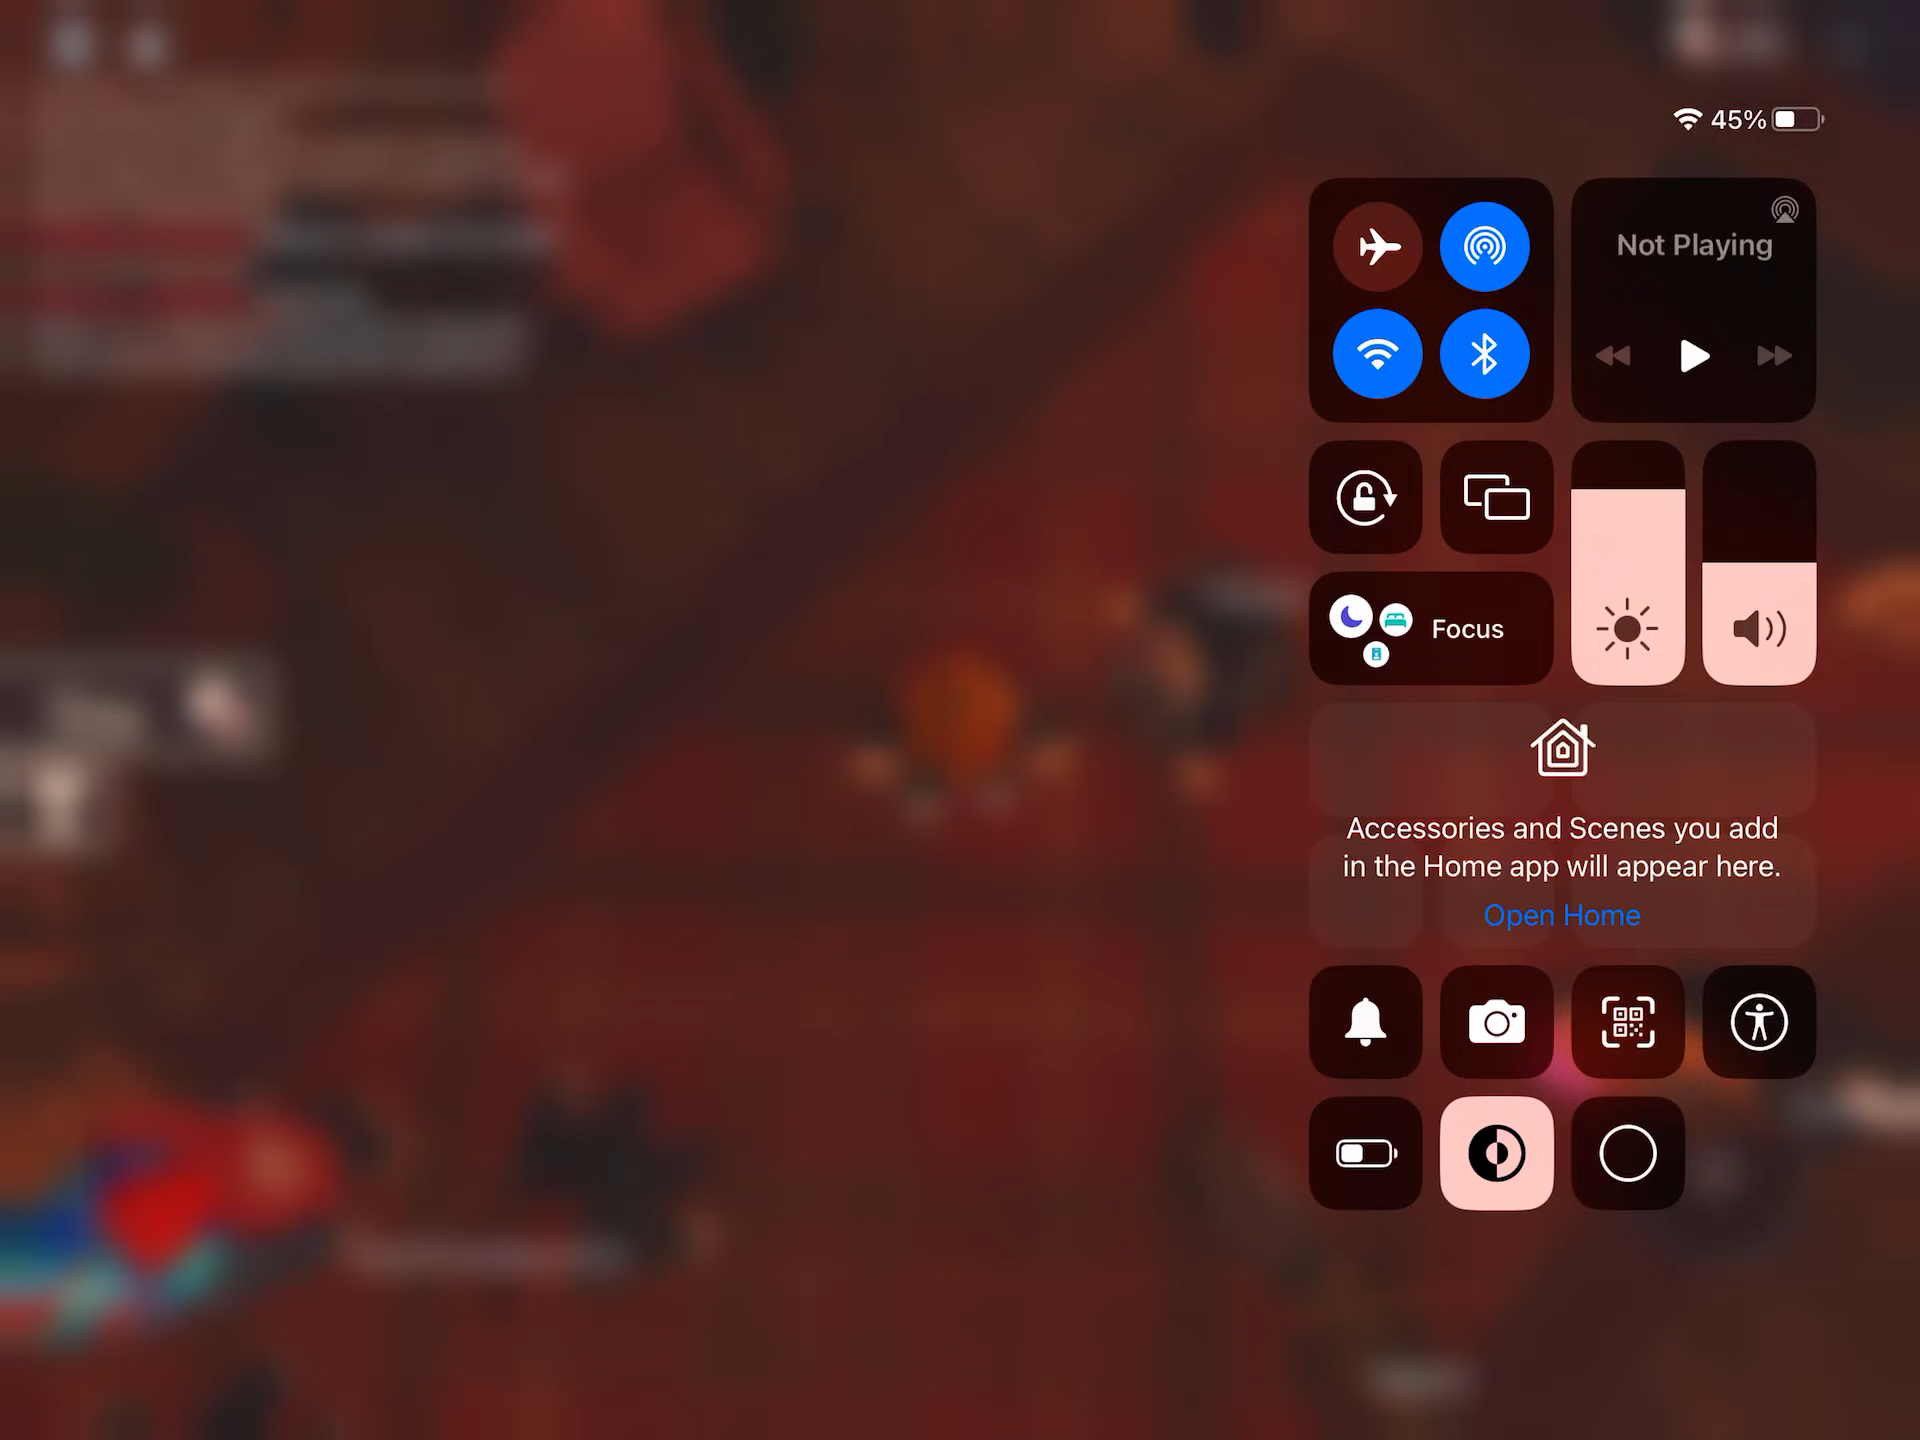 45%
Not Playing
Focus
Accessories and Scenes you add
in the Home app will appear here.
Open Home